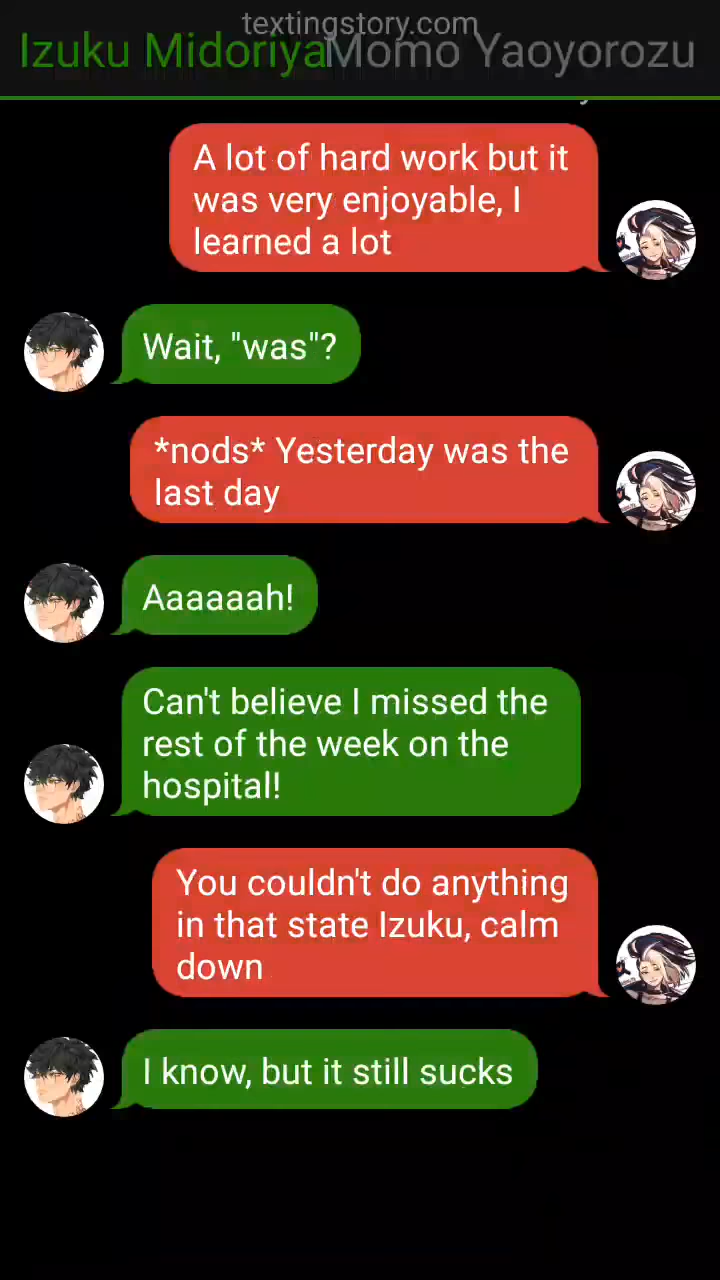 textingstory.com
Izuku Midoriya Momo Yaoyorozu
A lot of hard work but it
was very enjoyable, I
learned a lot
Wait, "was"?
*nods* Yesterday was the
last day
Aaaaaah!
Can't believe I missed the
rest of the week on the
hospital!
You couldn't do anything
in that state Izuku, calm
down
I know, but it still sucks